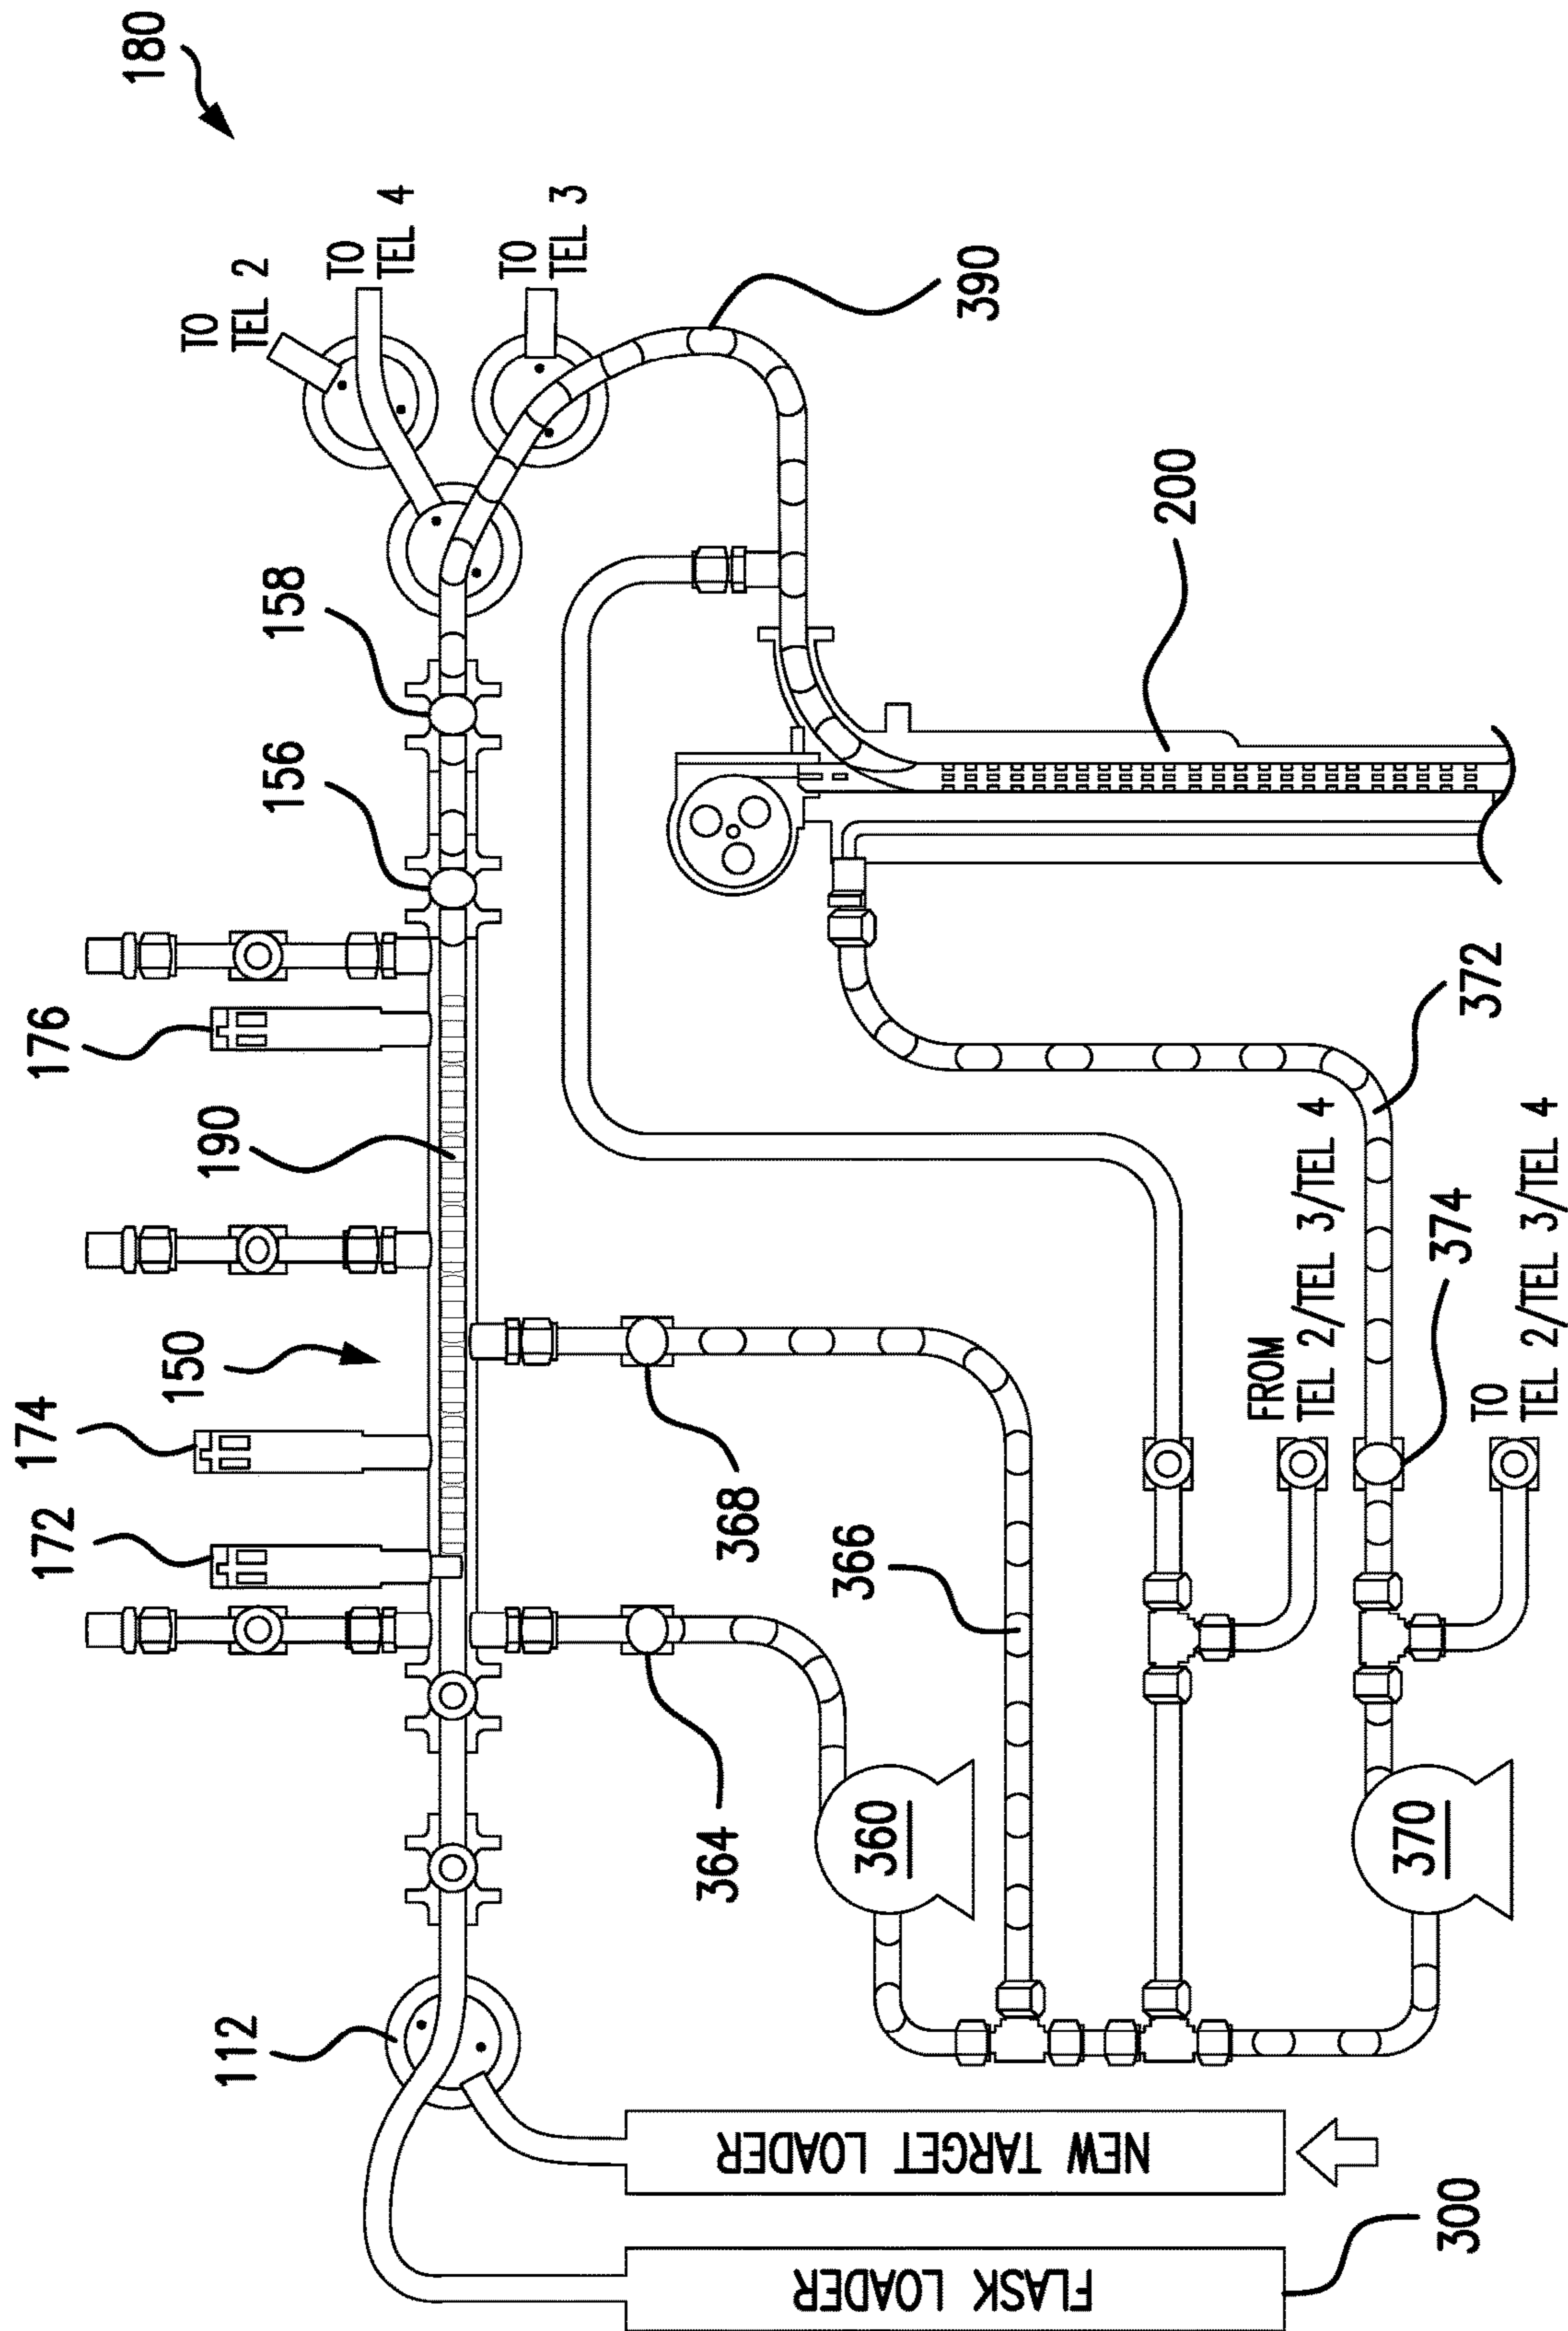 180
TO
TEL 2
TO
TEL 4
TO
TEL 3
390
158
156
200
176
190
372
150
174
172
368
366
FROM
TEL 2/TEL 3/TEL 4
374
TO
TEL 2/TEL 3/TEL 4
364
360
370
112
NEW TARGET LOADER
FLASK LOADER
300